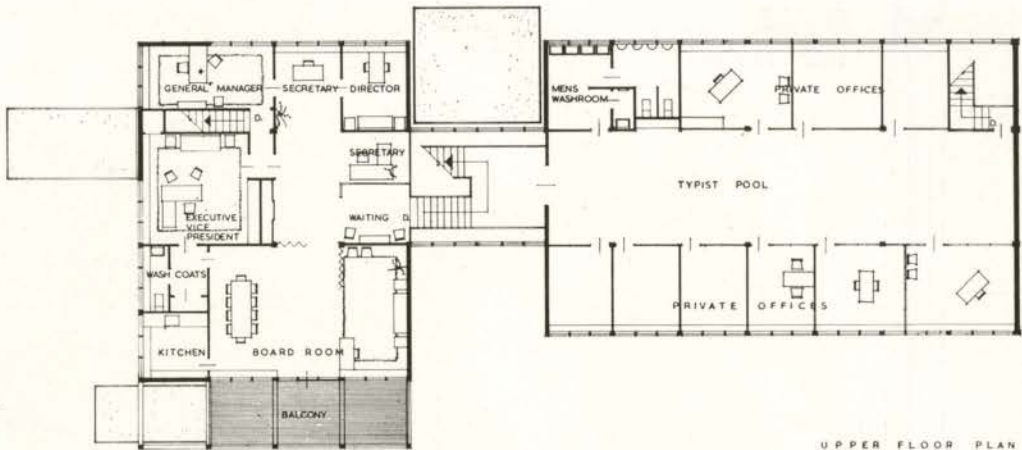 GENERAL MANAGER
SECRETARY
DIRECTOR
MENS
WASHROOM
PRIVATE OFFICES
D.
D
SECRETARY
TYPIST POOL
EXECUTIVE
VICE
PRESIDENT
WAITING D.
WASH COATS
PRIVATE OFFICES
KITCHEN
BOARD ROOM
BALCONY
UPPER FLOOR PLAN